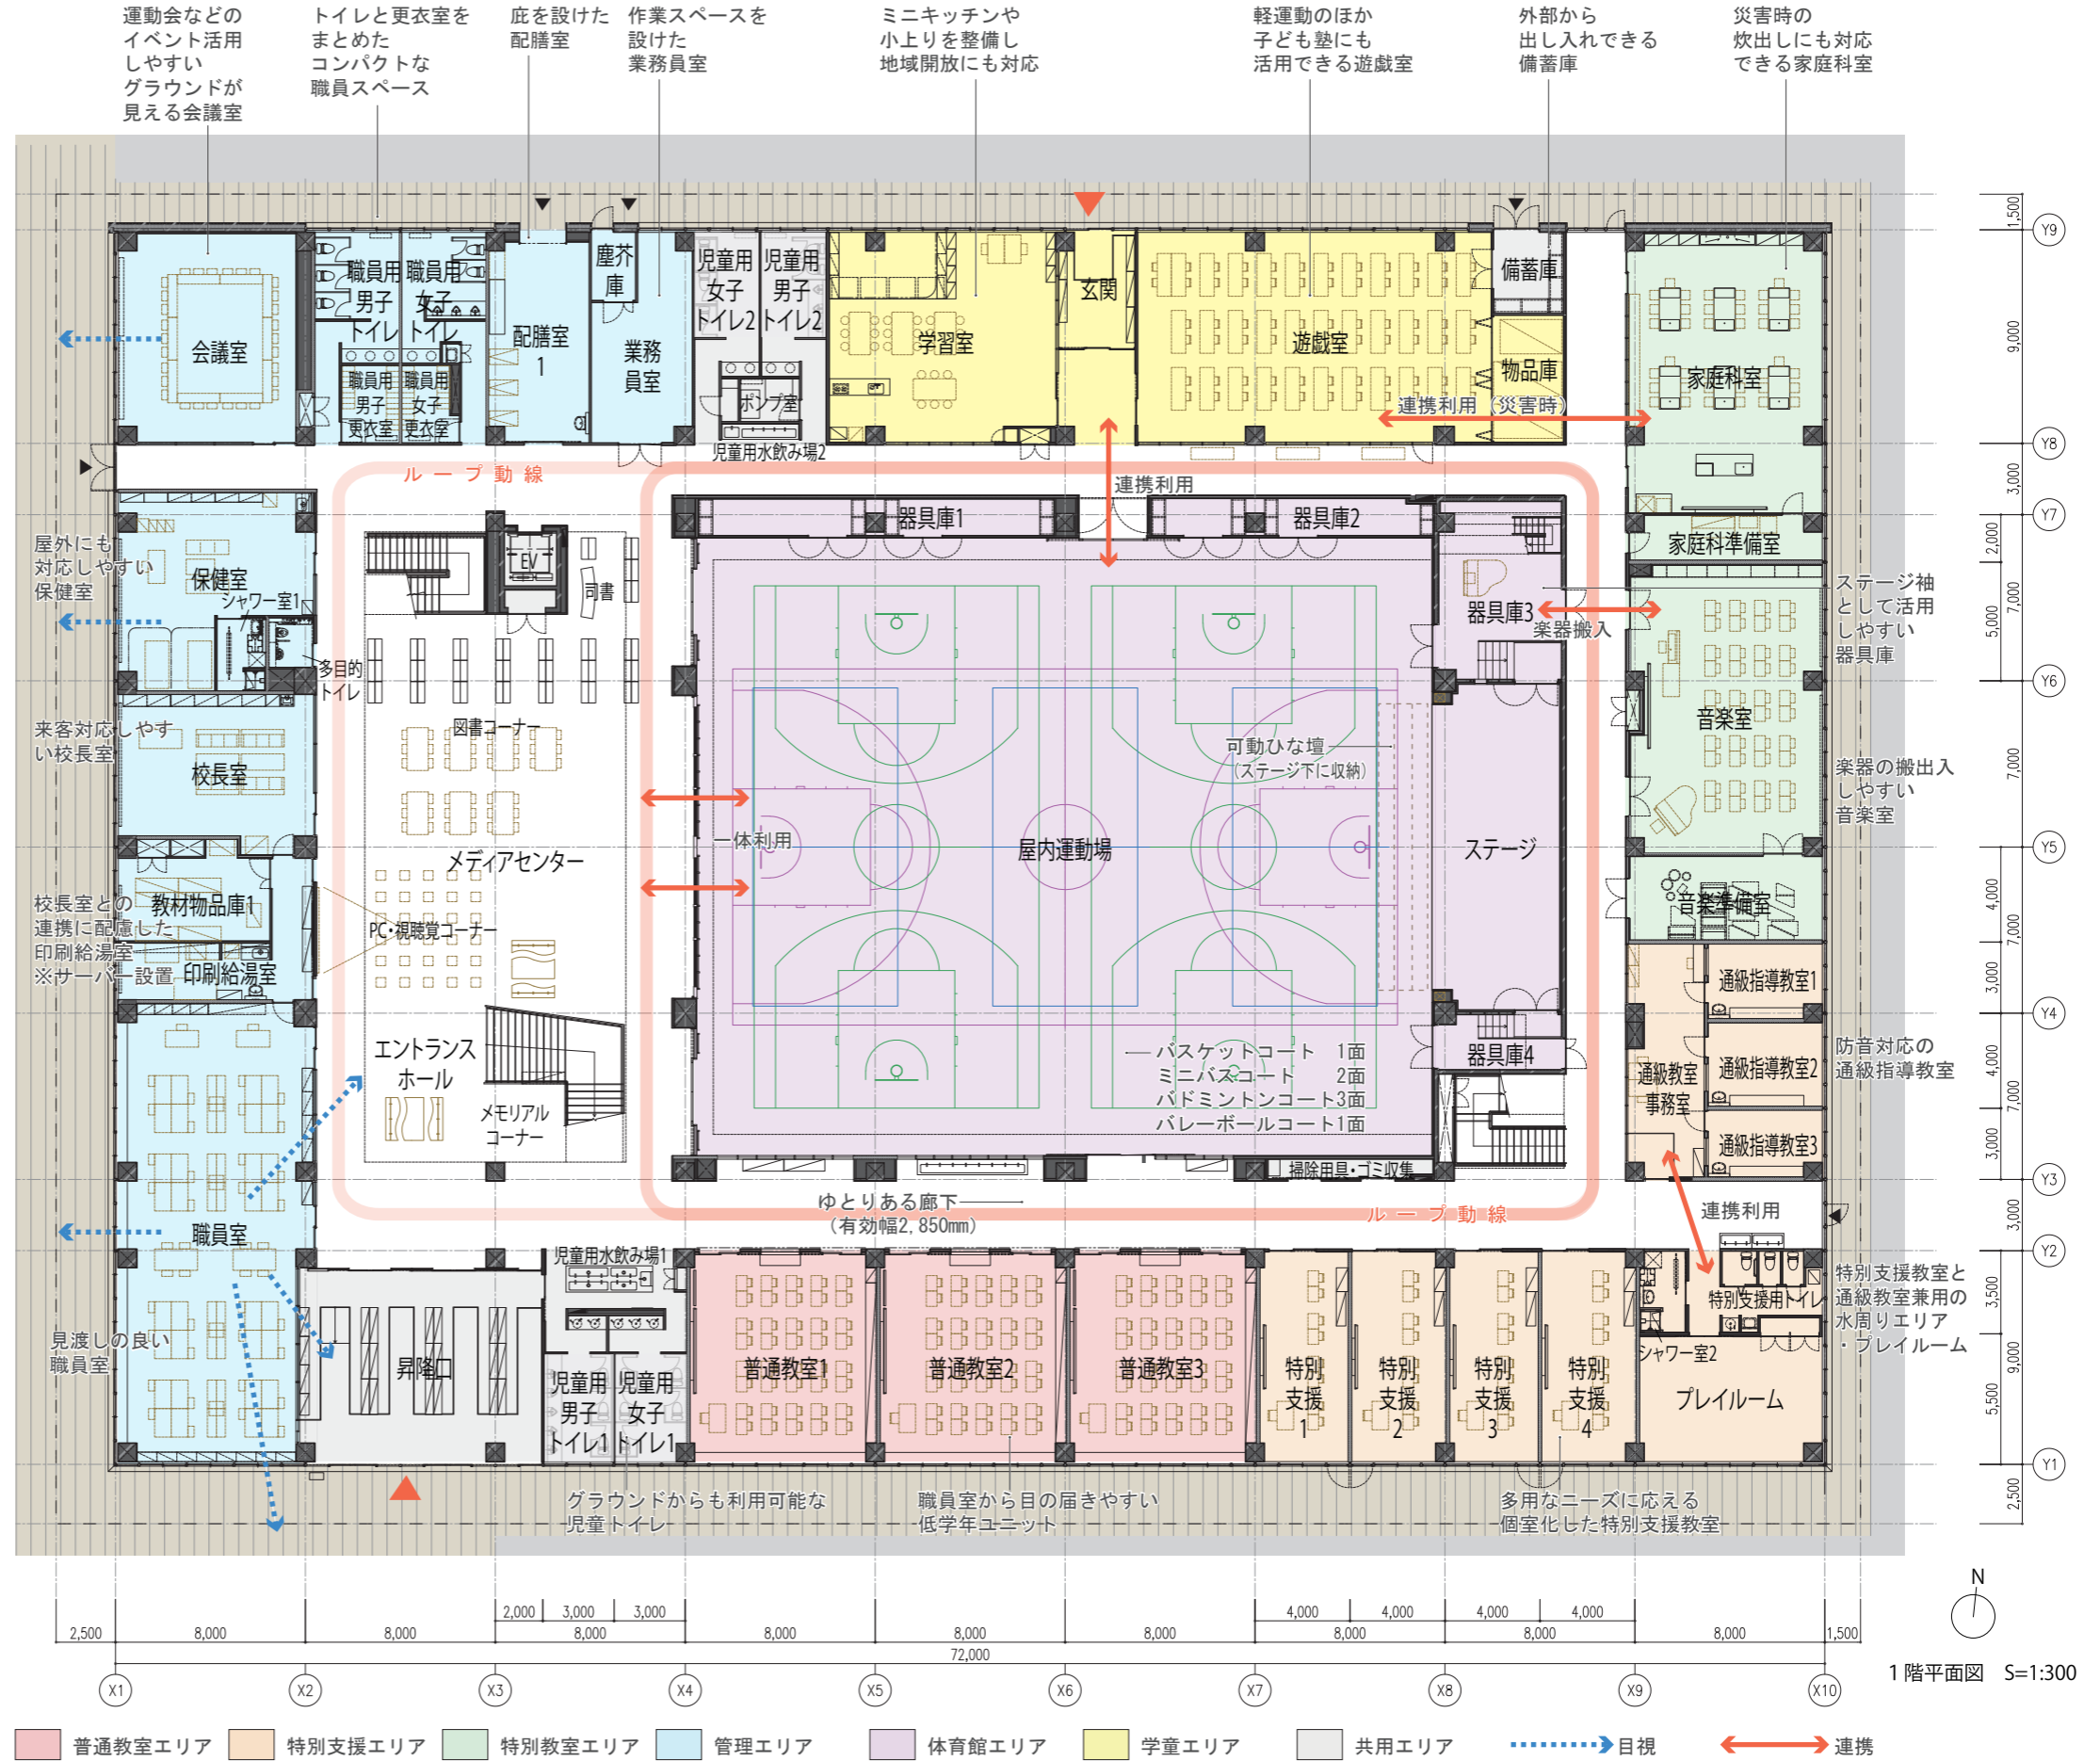 運動会などの
イベント活用
しやすい
グラウンドが
見える会議室
トイレと更衣室を
まとめた
コンパクトな
職員スペース
庇を設けた
配膳室
作業スペースを
設けた
業務員室
ミニキッチンや
小上りを整備し
地域開放にも対応
軽運動のほか
子ども塾にも
活用できる遊戯室
外部から
出し入れできる
備蓄庫
災害時の
炊出しにも対応
できる家庭科室
会議室
職員用
男子
トイレ
職員用
女子
トイレ
職員用
男子
更衣室
職員用
女子
更衣室
配膳室
1
塵芥
庫
業務
員室
児童用
女子
トイレ2
児童用
男子
トイレ2
ポンプ室
児童用水飲み場2
学習室
玄関
遊戯室
備蓄庫
物品庫
連携利用（災害時）
家庭科室
家庭科準備室
ループ動線
連携利用
器具庫1
器具庫2
器具庫3
楽器搬入
屋外にも
対応しやすい
保健室
保健室
シャワー室1
多目的
トイレ
EV
司書
図書コーナー
来客対応しやす
い校長室
校長室
メディアセンター
一体利用
屋内運動場
可動ひな壇
（ステージ下に収納）
ステージ
音楽室
音楽準備室
ステージ袖
として活用
しやすい
器具庫
楽器の搬出入
しやすい
音楽室
校長室との
連携に配慮した
印刷給湯室
※サーバー設置
教材物品庫1
PC・視聴覚コーナー
印刷給湯室
エントランス
ホール
メモリアル
コーナー
バスケットコート　1面
ミニバスコート　　2面
バドミントンコート3面
バレーボールコート1面
器具庫4
通級教室
事務室
通級指導教室1
通級指導教室2
通級指導教室3
防音対応の
通級指導教室
掃除用具・ゴミ収集
ゆとりある廊下
（有効幅2,850mm）
ループ動線
連携利用
職員室
見渡しの良い
職員室
昇降口
児童用水飲み場1
児童用
男子
トイレ1
児童用
女子
トイレ1
普通教室1
普通教室2
普通教室3
特別
支援
1
特別
支援
2
特別
支援
3
特別
支援
4
特別支援用トイレ
シャワー室2
プレイルーム
特別支援教室と
通級教室兼用の
水周りエリア
・プレイルーム
グラウンドからも利用可能な
児童トイレ
職員室から目の届きやすい
低学年ユニット
多用なニーズに応える
個室化した特別支援教室
1,500
9,000
3,000
2,000
7,000
5,000
7,000
4,000
7,000
3,000
4,000
7,000
3,000
3,000
3,500
9,000
5,500
2,500
Y9
Y8
Y7
Y6
Y5
Y4
Y3
Y2
Y1
2,000 3,000 3,000 4,000 4,000 4,000 4,000
2,500 8,000 8,000 8,000 8,000 8,000 8,000 8,000 8,000 8,000 1,500
72,000
X1 X2 X3 X4 X5 X6 X7 X8 X9 X10
N
1階平面図　S=1:300
普通教室エリア
特別支援エリア
特別教室エリア
管理エリア
体育館エリア
学童エリア
共用エリア
目視
連携